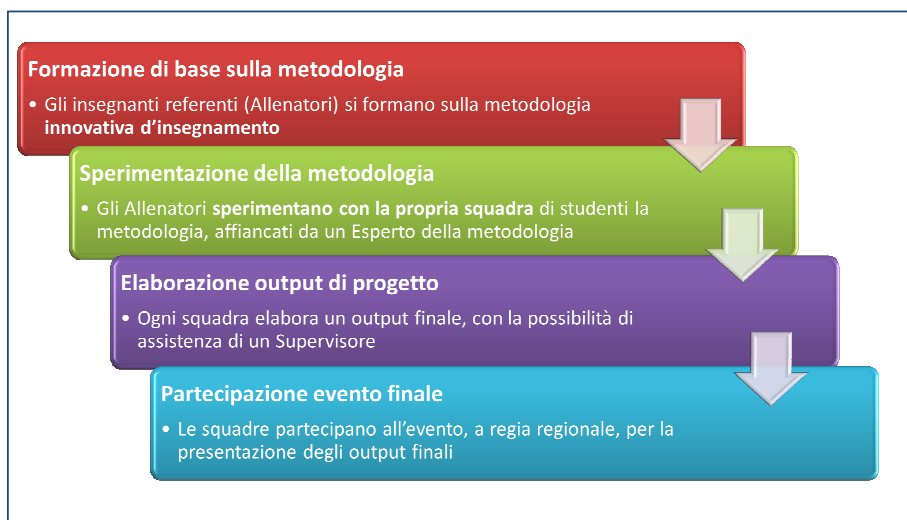 Formazione di base sulla metodologia
• Gli insegnanti referenti (Allenatori) si formano sulla metodologia
innovativa d'insegnamento
Sperimentazione della metodologia
• Gli Allenatori sperimentano con la propria squadra di studenti la
metodologia, affiancati da un Esperto della metodologia
Elaborazione output di progetto
• Ogni squadra elabora un output finale, con la possibilità di
assistenza di un Supervisore
Partecipazione evento finale
• Le squadre partecipano all'evento, a regia regionale, per la
presentazione degli output finali